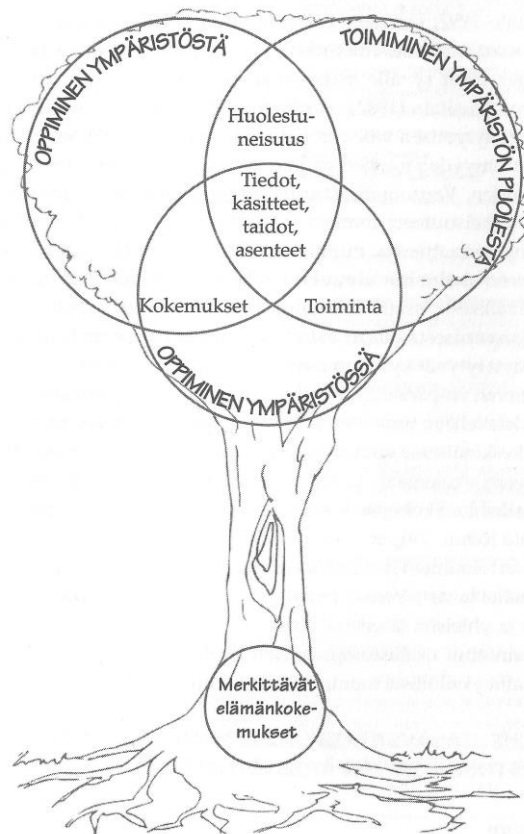 OPPIMINEN YMPÄRISTÖSTÄ
TOIMIMINEN YMPÄRISTÖN PUOLESTA
Huolestu-
neisuus
Tiedot,
käsitteet,
taidot,
asenteet
Kokemukset
Toiminta
OPPIMINEN YMPÄRISTÖSSÄ
Merkittävät
elämänkoke-
mukset